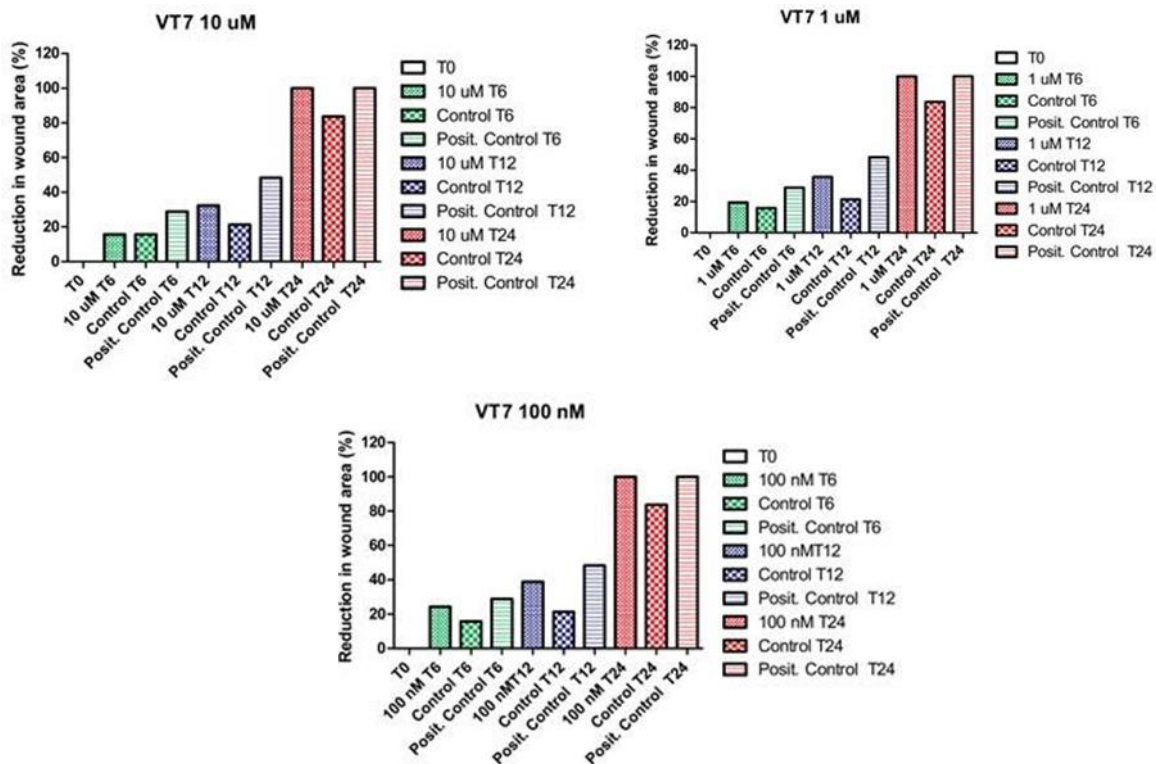 VT7 10 uM
Reduction in wound area (%)
120
100
80
60
40
20
0
T0
10 uM T6
Control T6
Posit. Control T6
10 uM T12
Control T12
Posit. Control T12
10 uM T24
Control T24
Posit. Control T24
T0
10 uM T6
Control T6
Posit. Control T6
10 uM T12
Control T12
Posit. Control T12
10 uM T24
Control T24
Posit. Control T24
VT7 1 uM
Reduction in wound area (%)
120
100
80
60
40
20
0
T0
1 uM T6
Control T6
Posit. Control T6
1 uM T12
Control T12
Posit. Control T12
1 uM T24
Control T24
Posit. Control T24
T0
1 uM T6
Control T6
Posit. Control T6
1 uM T12
Control T12
Posit. Control T12
1 uM T24
Control T24
Posit. Control T24
VT7 100 nM
Reduction in wound area (%)
120
100
80
60
40
20
0
T0
100 nM T6
Control T6
Posit. Control T6
100 nMT12
Control T12
Posit. Control T12
100 nM T24
Control T24
Posit. Control T24
T0
100 nM T6
Control T6
Posit. Control T6
100 nMT12
Control T12
Posit. Control T12
100 nM T24
Control T24
Posit. Control T24